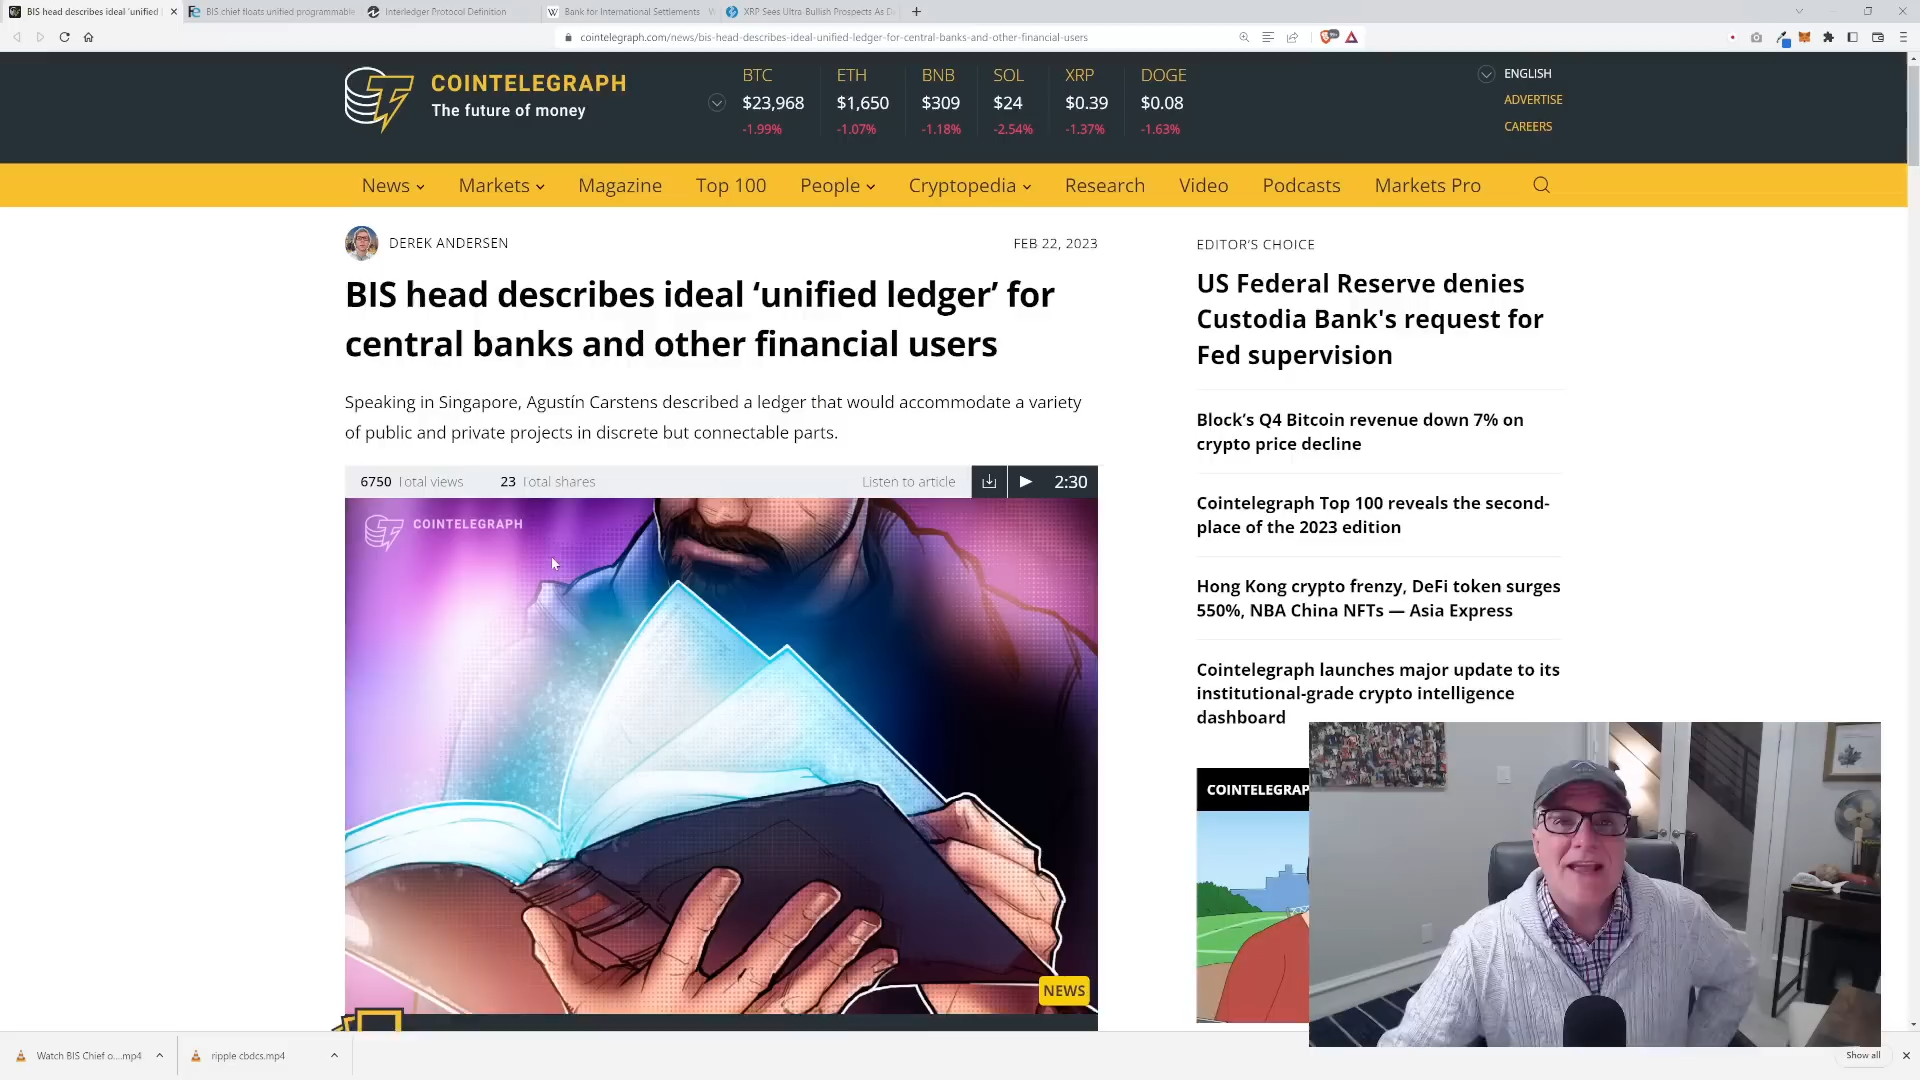 BIS head describes ideal 'unified
BIS chief floats unified programmable
Interledger Protocol Definition
Bank for International Settlements
XRP Sees Ultra Bullish Prospects As
cointelegraph.com/news/bis-head-describes-ideal-unified-ledger-for-central-banks-and-other-financial-users
COINTELEGRAPH
The future of money
BTC ETH BNB SOL XRP DOGE
$23,968 $1,650 $309 $24 $0.39 $0.08
-1.99% -1.07% -1.18% -2.54% -1.37% -1.63%
ENGLISH
ADVERTISE
CAREERS
News Markets Magazine Top 100 People Cryptopedia Research Video Podcasts Markets Pro
DEREK ANDERSEN
FEB 22, 2023
BIS head describes ideal ‘unified ledger’ for
central banks and other financial users
Speaking in Singapore, Agustín Carstens described a ledger that would accommodate a variety
of public and private projects in discrete but connectable parts.
6750 Total views 23 Total shares Listen to article 2:30
COINTELEGRAPH
NEWS
EDITOR’S CHOICE
US Federal Reserve denies
Custodia Bank's request for
Fed supervision
Block’s Q4 Bitcoin revenue down 7% on
crypto price decline
Cointelegraph Top 100 reveals the second-
place of the 2023 edition
Hong Kong crypto frenzy, DeFi token surges
550%, NBA China NFTs — Asia Express
Cointelegraph launches major update to its
institutional-grade crypto intelligence
dashboard
COINTELEGRAP
Watch BIS Chief o....mp4
ripple cbdcs.mp4
Show all